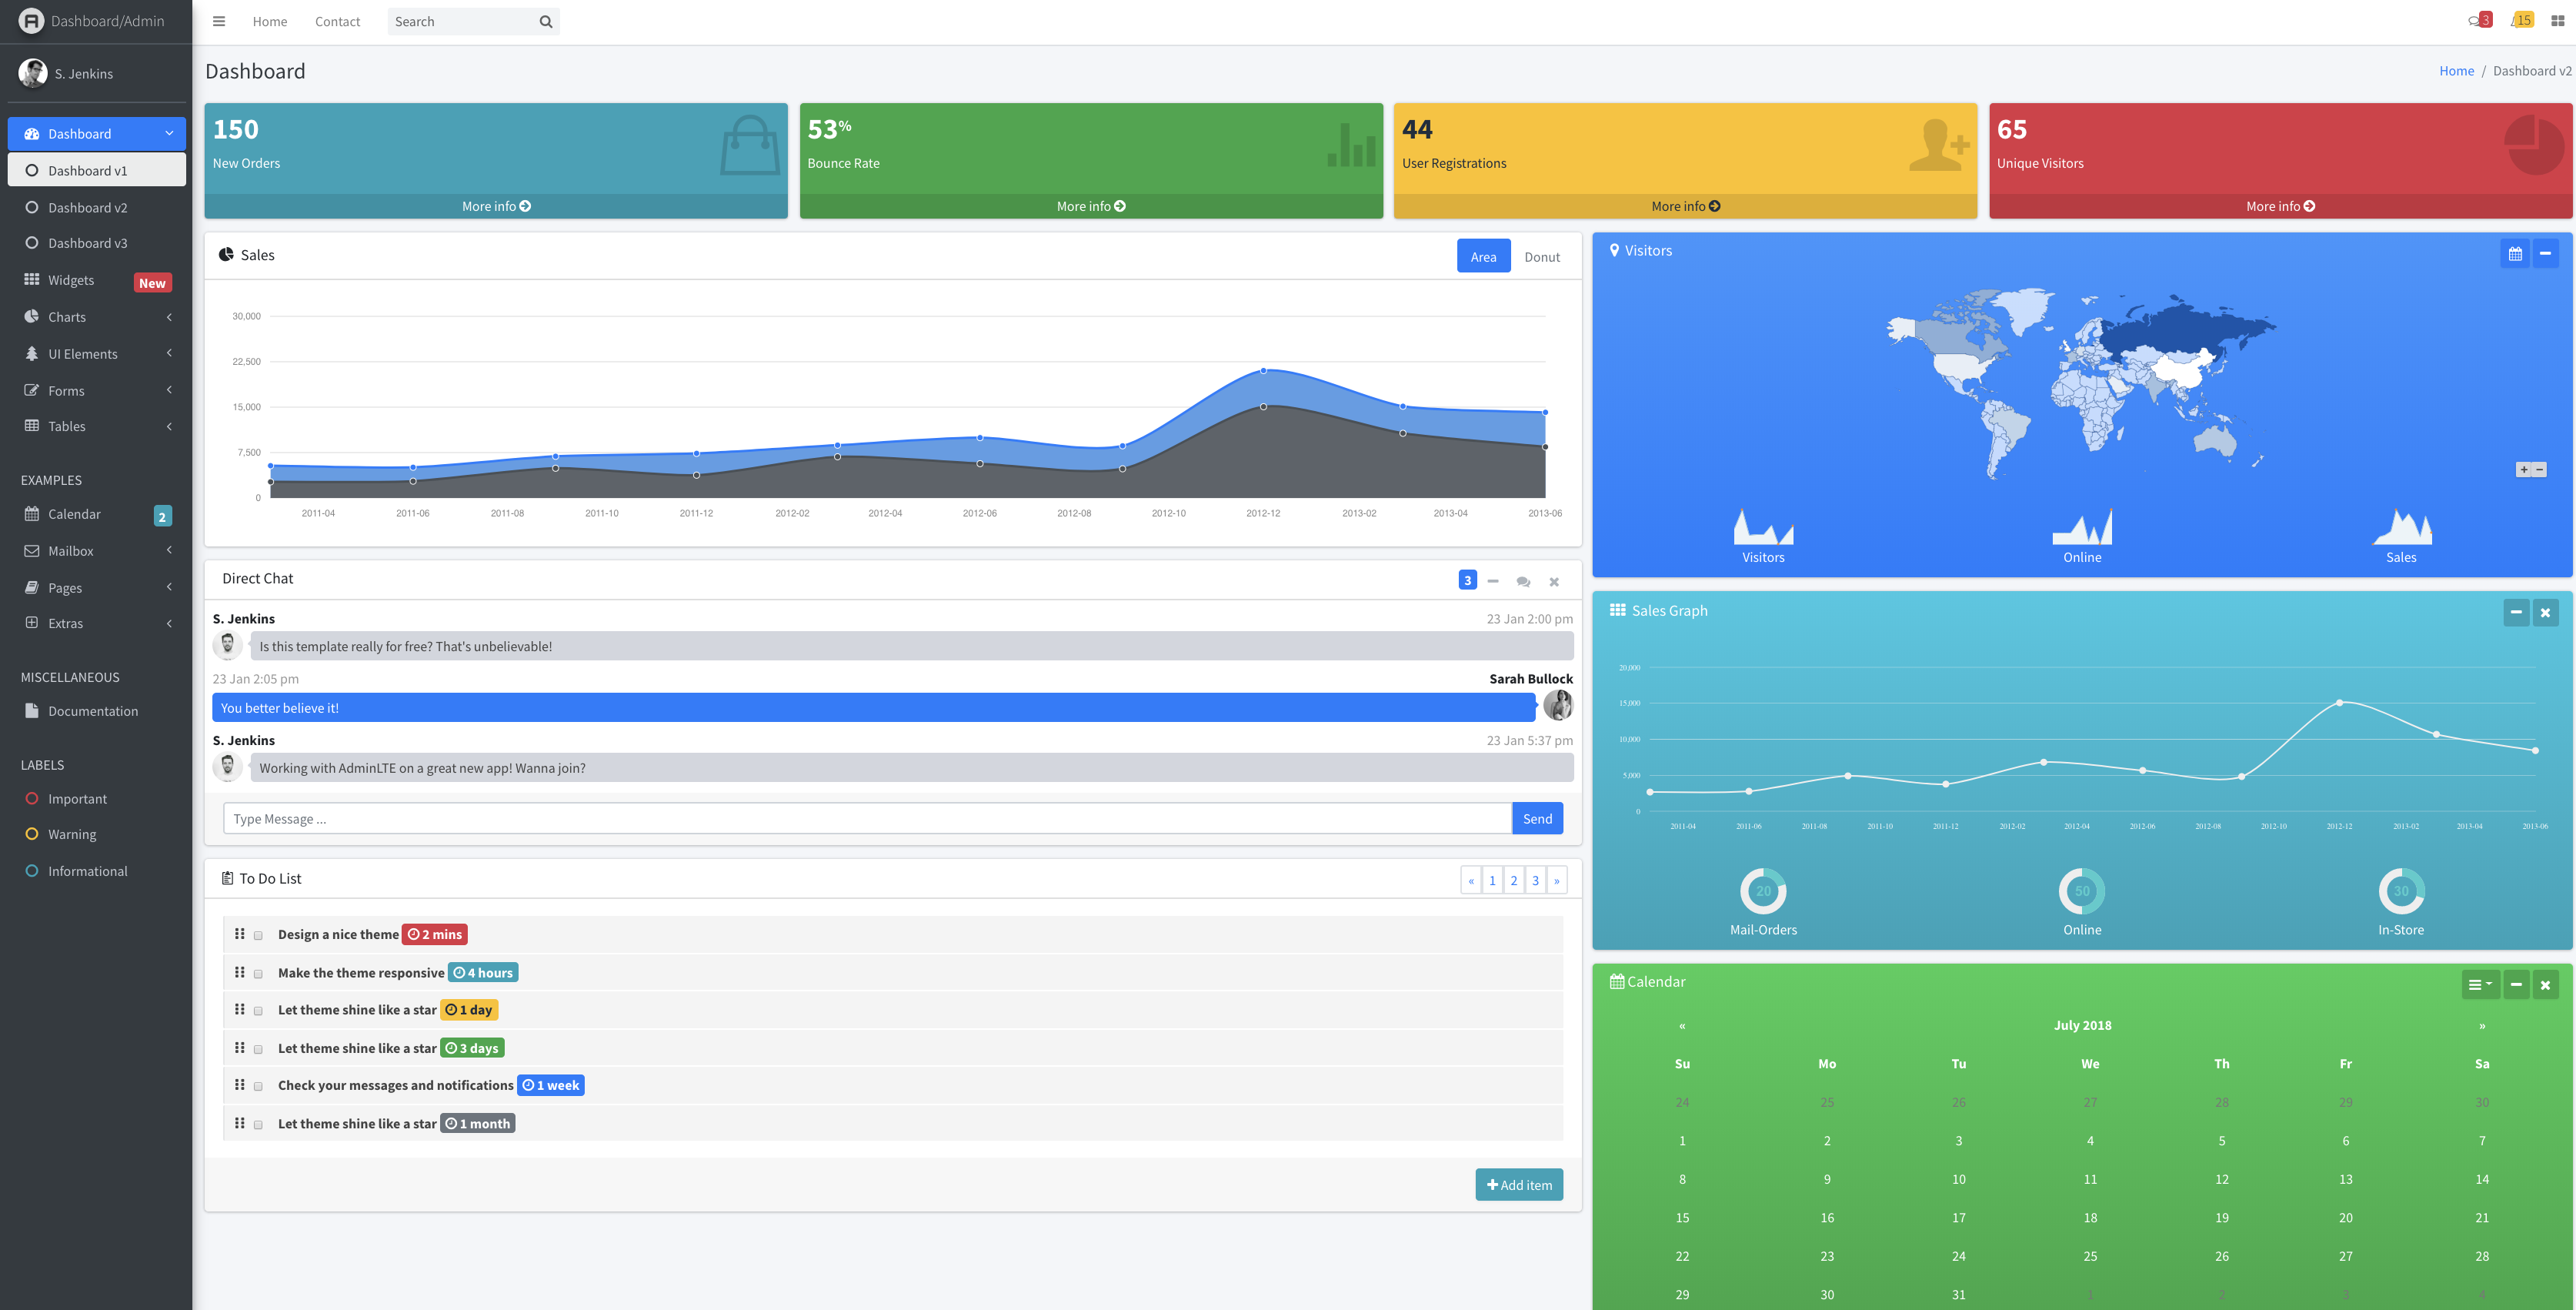 Dashboard/Admin
S. Jenkins
Dashboard
Dashboard v1
Dashboard v2
Dashboard v3
Widgets New
Charts
UI Elements
Forms
Tables
EXAMPLES
Calendar 2
Mailbox
Pages
Extras
MISCELLANEOUS
Documentation
LABELS
Important
Warning
Informational
Home Contact Search 3 15
Dashboard
Home / Dashboard v2
150
New Orders
More info
53%
Bounce Rate
More info
44
User Registrations
More info
65
Unique Visitors
More info
Sales
Area Donut
30,000
22,500
15,000
7,500
0
2011-04 2011-06 2011-08 2011-10 2011-12 2012-02 2012-04 2012-06 2012-08 2012-10 2012-12 2013-02 2013-04 2013-06
Direct Chat 3
S. Jenkins 23 Jan 2:00 pm
Is this template really for free? That's unbelievable!
23 Jan 2:05 pm Sarah Bullock
You better believe it!
S. Jenkins 23 Jan 5:37 pm
Working with AdminLTE on a great new app! Wanna join?
Type Message ... Send
To Do List
« 1 2 3 »
Design a nice theme 2 mins
Make the theme responsive 4 hours
Let theme shine like a star 1 day
Let theme shine like a star 3 days
Check your messages and notifications 1 week
Let theme shine like a star 1 month
+ Add item
Visitors
+ −
Visitors Online Sales
Sales Graph
20,000
15,000
10,000
5,000
0
2011-04 2011-06 2011-08 2011-10 2011-12 2012-02 2012-04 2012-06 2012-08 2012-10 2012-12 2013-02 2013-04 2013-06
20 50 30
Mail-Orders Online In-Store
Calendar
« July 2018 »
Su Mo Tu We Th Fr Sa
24 25 26 27 28 29 30
1 2 3 4 5 6 7
8 9 10 11 12 13 14
15 16 17 18 19 20 21
22 23 24 25 26 27 28
29 30 31 1 2 3 4